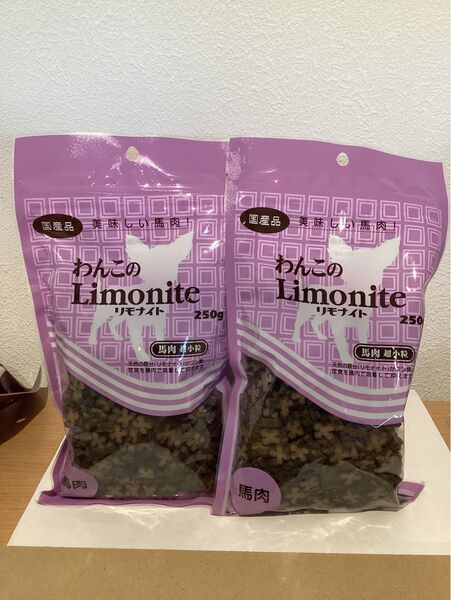 国産品 美味しい馬肉!
わんこの
Limonite
リモナイト
250g
馬肉 超小粒
馬肉
国産品 美味しい馬肉!
わんこの
Limonite
リモナイト
250
馬肉 超小粒
馬肉